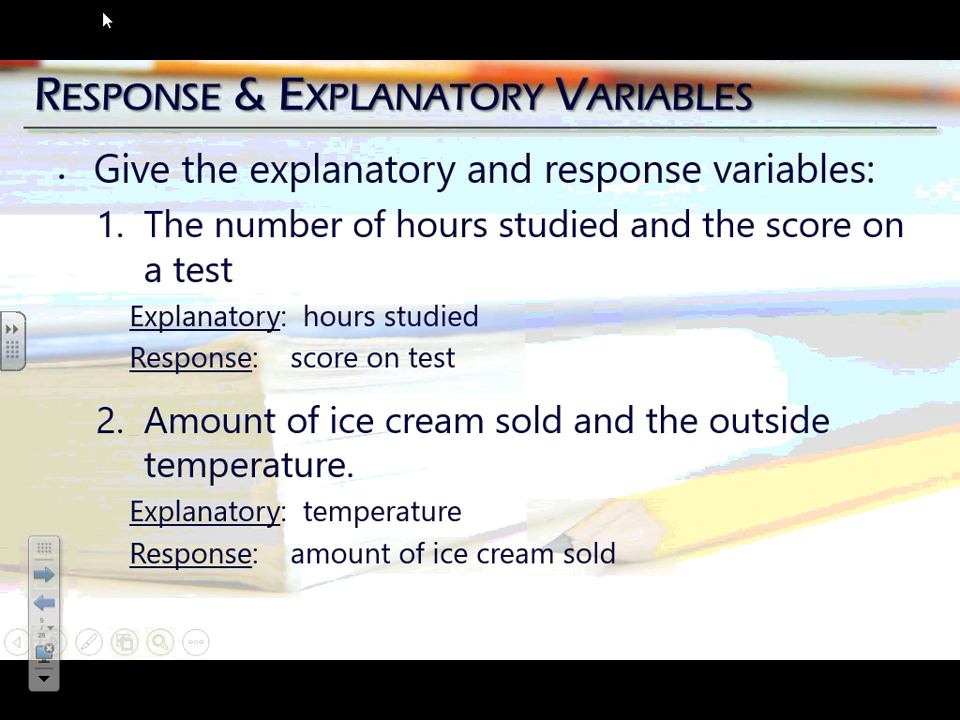 RESPONSE & EXPLANATORY VARIABLES
• Give the explanatory and response variables:
1. The number of hours studied and the score on
a test
Explanatory: hours studied
Response: score on test
2. Amount of ice cream sold and the outside
temperature.
Explanatory: temperature
Response: amount of ice cream sold
5
/
28